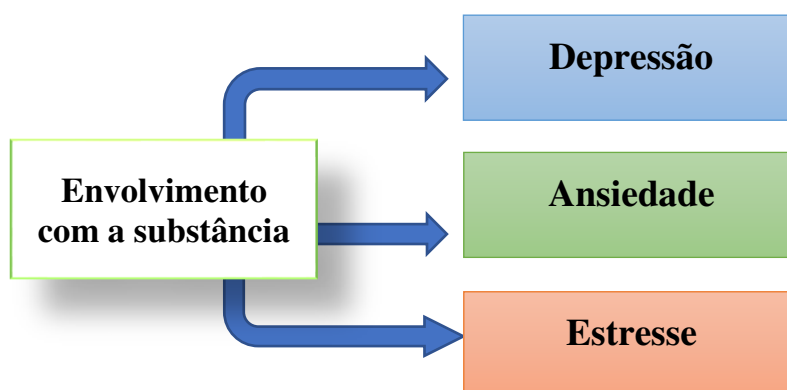 Depressão
Envolvimento
com a substância
Ansiedade
Estresse